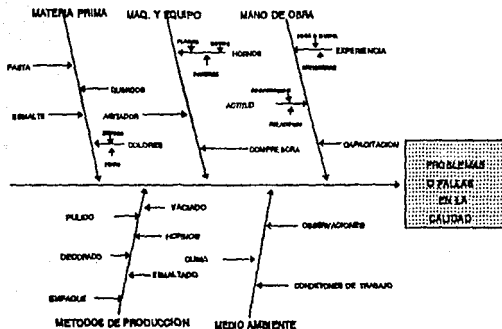 MATERIA PRIMA
MAQ. Y EQUIPO
MANO DE OBRA
HORNOS
EXPERIENCIA
PASTA
QUIMICOS
ACTITUD
ESMALTE
AGITADOR
COLORES
COMPRESORA
CAPACITACION
PROBLEMAS
O FALLAS
EN LA
CALIDAD
VACIADO
PULIDO
OBSERVACIONES
HORNOS
DECORADO
CLIMA
ESMALTADO
CONDICIONES DE TRABAJO
EMPAQUE
METODOS DE PRODUCCION
MEDIO AMBIENTE